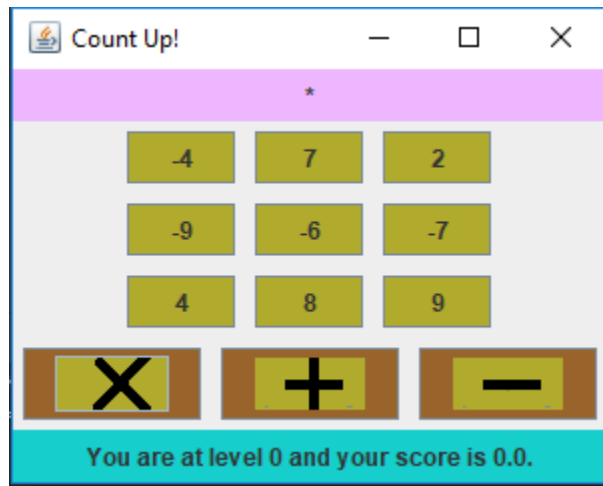 Count Up!
*
-4 7 2
-9 -6 -7
4 8 9
× + −
You are at level 0 and your score is 0.0.